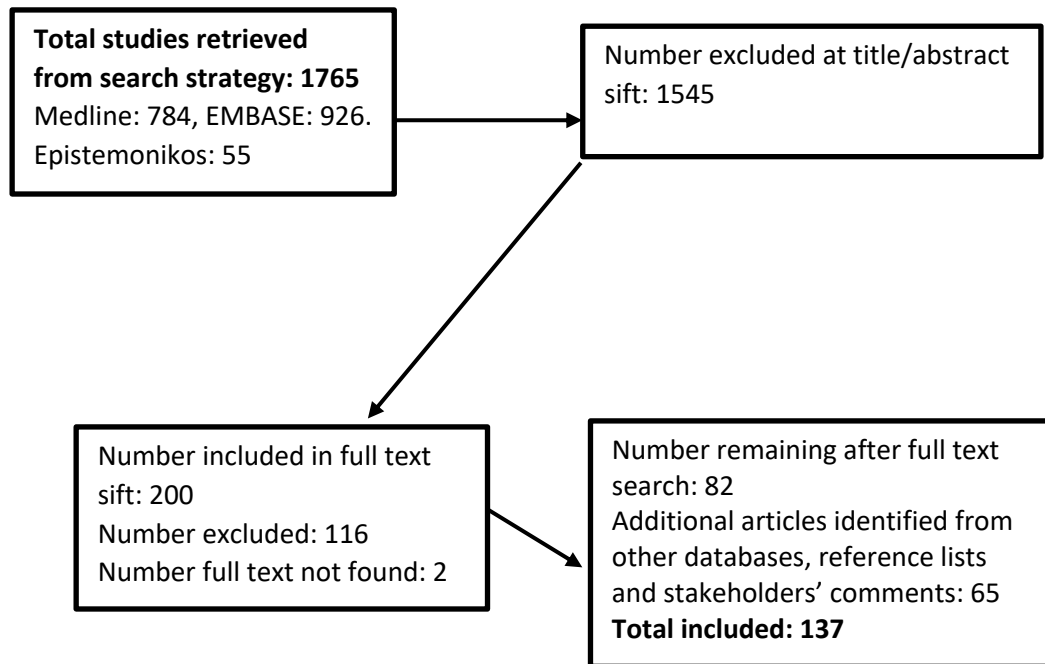 Total studies retrieved
from search strategy: 1765
Medline: 784, EMBASE: 926.
Epistemonikos: 55
Number excluded at title/abstract
sift: 1545
Number included in full text
sift: 200
Number excluded: 116
Number full text not found: 2
Number remaining after full text
search: 82
Additional articles identified from
other databases, reference lists
and stakeholders’ comments: 65
Total included: 137